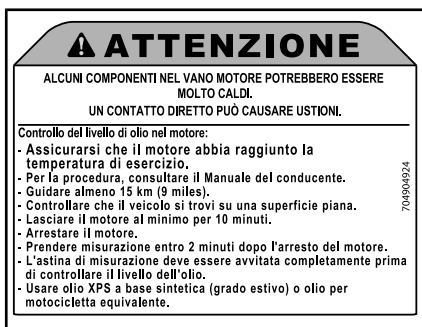 ATTENZIONE
ALCUNI COMPONENTI NEL VANO MOTORE POTREBBERO ESSERE
MOLTO CALDI.
UN CONTATTO DIRETTO PUÒ CAUSARE USTIONI.
Controllo del livello di olio nel motore:
- Assicurarsi che il motore abbia raggiunto la
temperatura di esercizio.
- Per la procedura, consultare il Manuale del conducente.
- Guidare almeno 15 km (9 miles).
- Controllare che il veicolo si trovi su una superficie piana.
- Lasciare il motore al minimo per 10 minuti.
- Arrestare il motore.
- Prendere misurazione entro 2 minuti dopo l'arresto del motore.
- L'astina di misurazione deve essere avvitata completamente prima
di controllare il livello dell'olio.
- Usare olio XPS a base sintetica (grado estivo) o olio per
motocicletta equivalente.
704904924